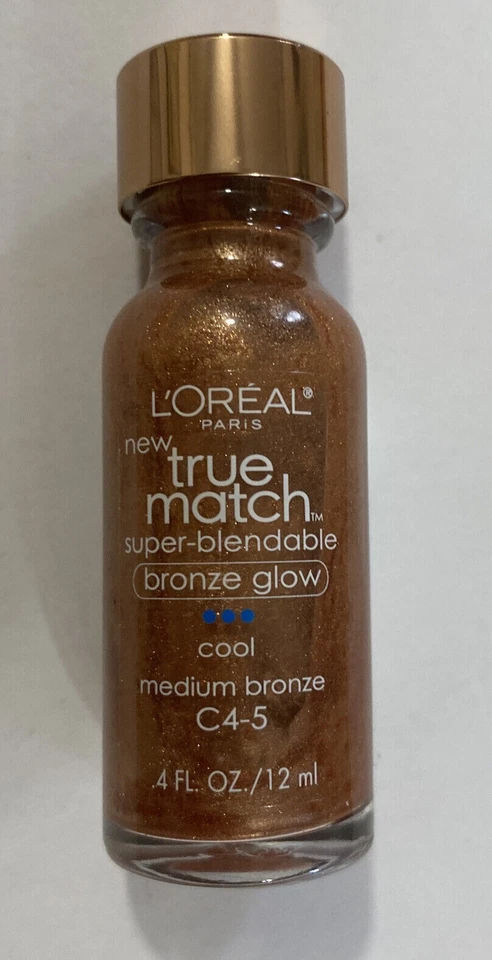 L'ORÉAL®
PARIS
new
true
match™
super-blendable
bronze glow
cool
medium bronze
C4-5
.4 FL. OZ./12 ml